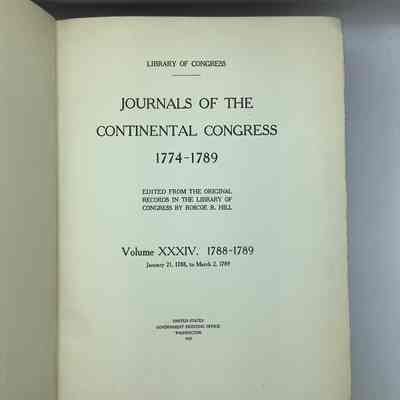 LIBRARY OF CONGRESS
JOURNALS OF THE
CONTINENTAL CONGRESS
1774-1789
EDITED FROM THE ORIGINAL
RECORDS IN THE LIBRARY OF
CONGRESS BY ROSCOE R. HILL
Volume XXXIV. 1788-1789
January 21, 1788, to March 2, 1789
UNITED STATES
GOVERNMENT PRINTING OFFICE
WASHINGTON